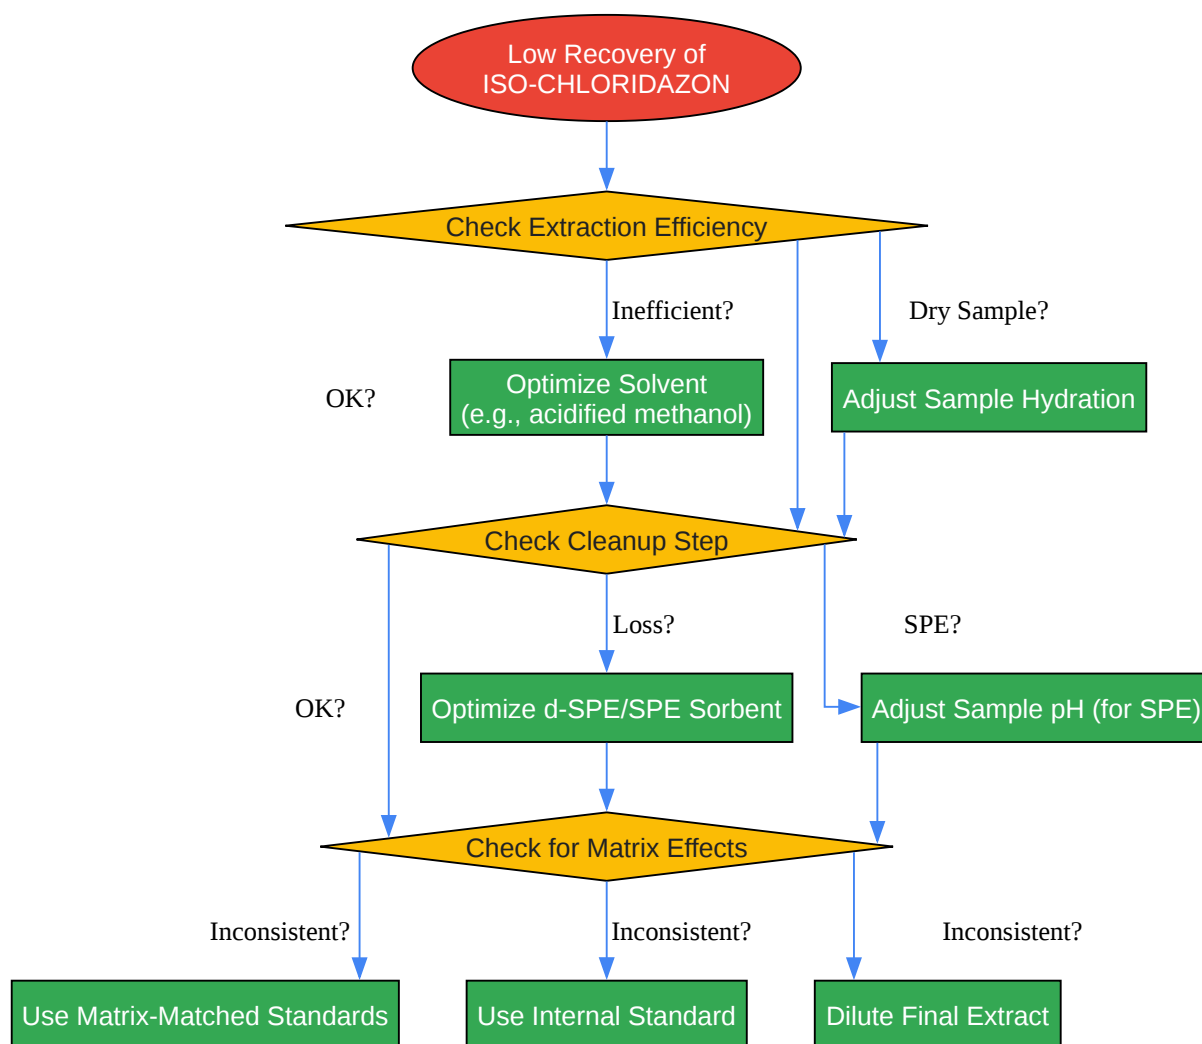 Low Recovery of
ISO-CHLORIDAZON
Check Extraction Efficiency
Inefficient?
Dry Sample?
OK?
Optimize Solvent
(e.g., acidified methanol)
Adjust Sample Hydration
Check Cleanup Step
Loss?
SPE?
OK?
Optimize d-SPE/SPE Sorbent
Adjust Sample pH (for SPE)
Check for Matrix Effects
Inconsistent?
Inconsistent?
Inconsistent?
Use Matrix-Matched Standards
Use Internal Standard
Dilute Final Extract